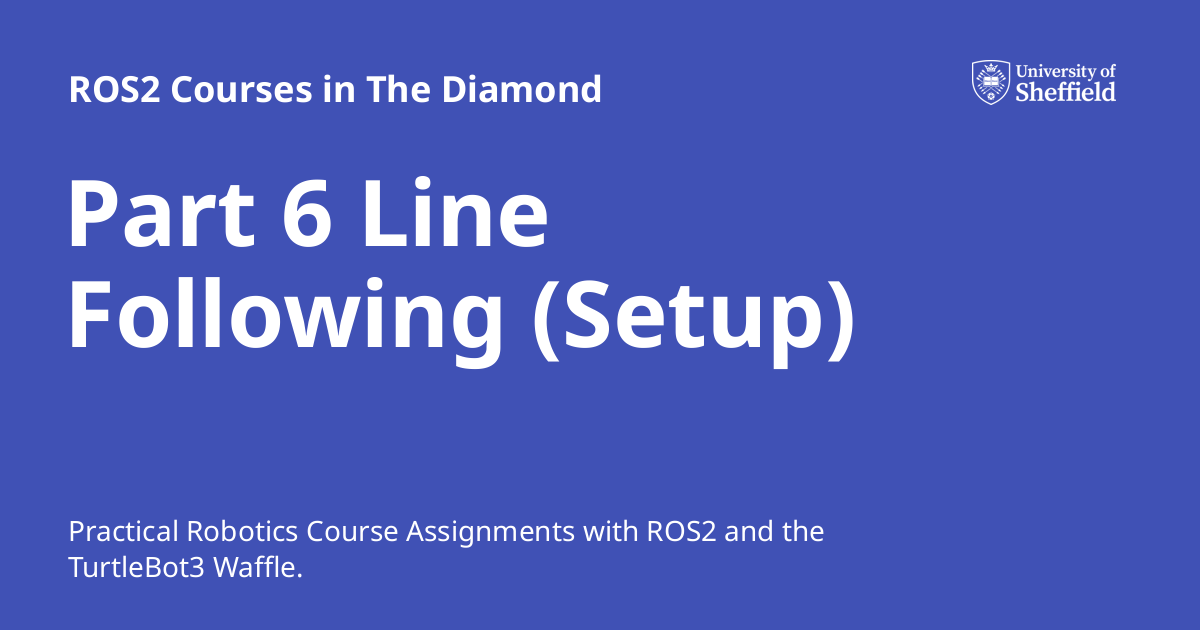 ROS2 Courses in The Diamond
University of
Sheffield
Part 6 Line
Following (Setup)
Practical Robotics Course Assignments with ROS2 and the
TurtleBot3 Waffle.